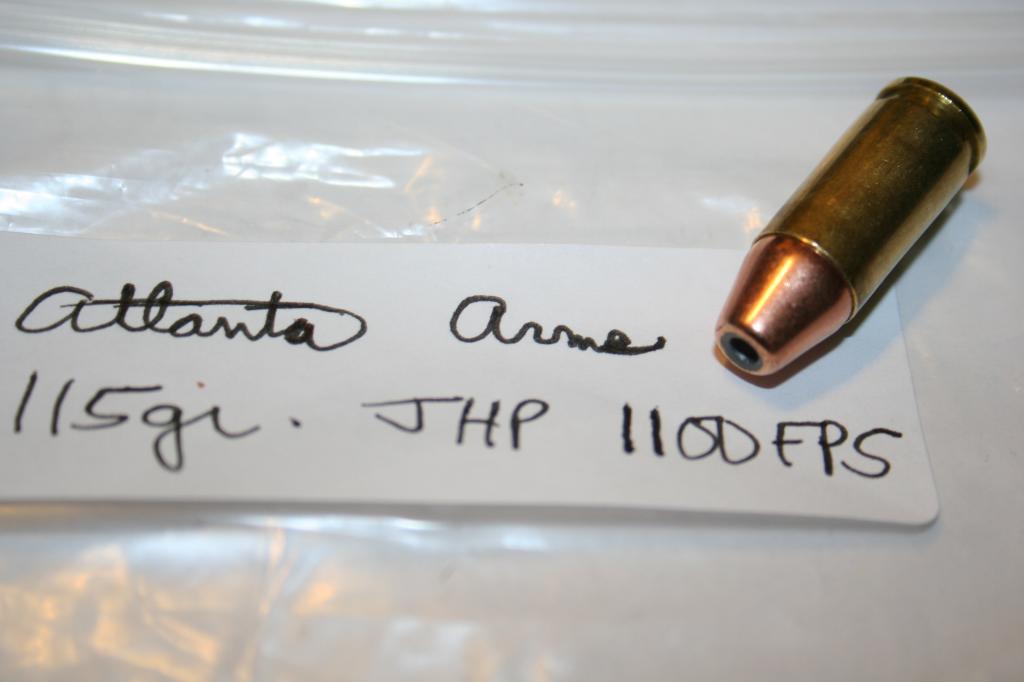 Atlanta Arms
115gr. JHP 1100FPS